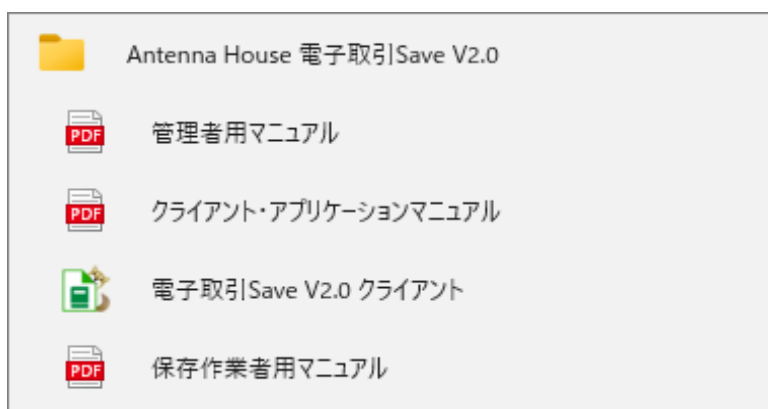 Antenna House 電子取引Save V2.0
PDF 管理者用マニュアル
PDF クライアント・アプリケーションマニュアル
電子取引Save V2.0 クライアント
PDF 保存作業者用マニュアル